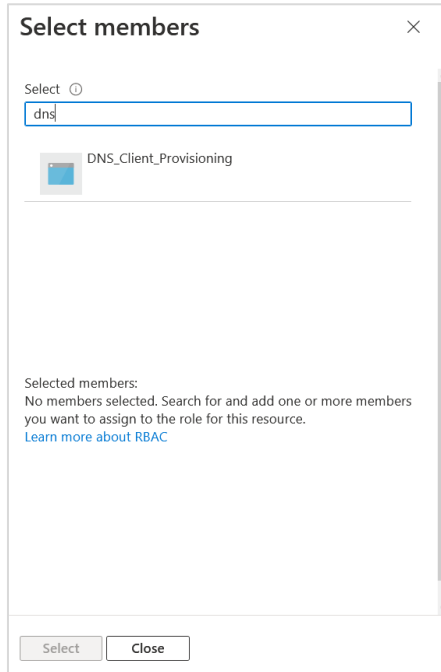 Select members
Select
dns
DNS_Client_Provisioning
Selected members:
No members selected. Search for and add one or more members
you want to assign to the role for this resource.
Learn more about RBAC
Select
Close